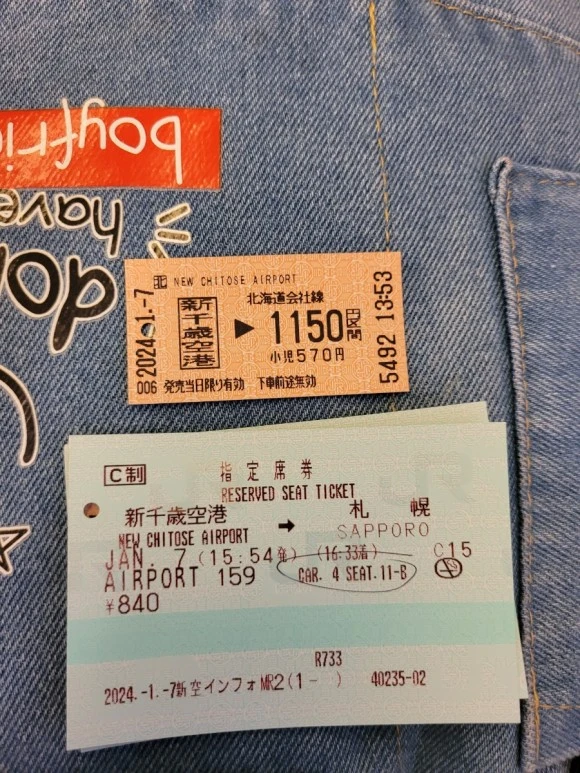 boyfrie
have
do
北 NEW CHITOSE AIRPORT
北海道会社線
新千歳空港 ▶ 1150円区間
小児570円
2024.-1.-7
5492 13:53
006 発売当日限り有効 下車前途無効
C制 指定席券
RESERVED SEAT TICKET
新千歳空港 ➡ 札幌
NEW CHITOSE AIRPORT SAPPORO
JAN. 7 (15:54発) (16:33着) C15
AIRPORT 159 CAR. 4 SEAT.11-B
¥840
R733
2024.-1.-7新空インフォMR2(1- ) 40235-02